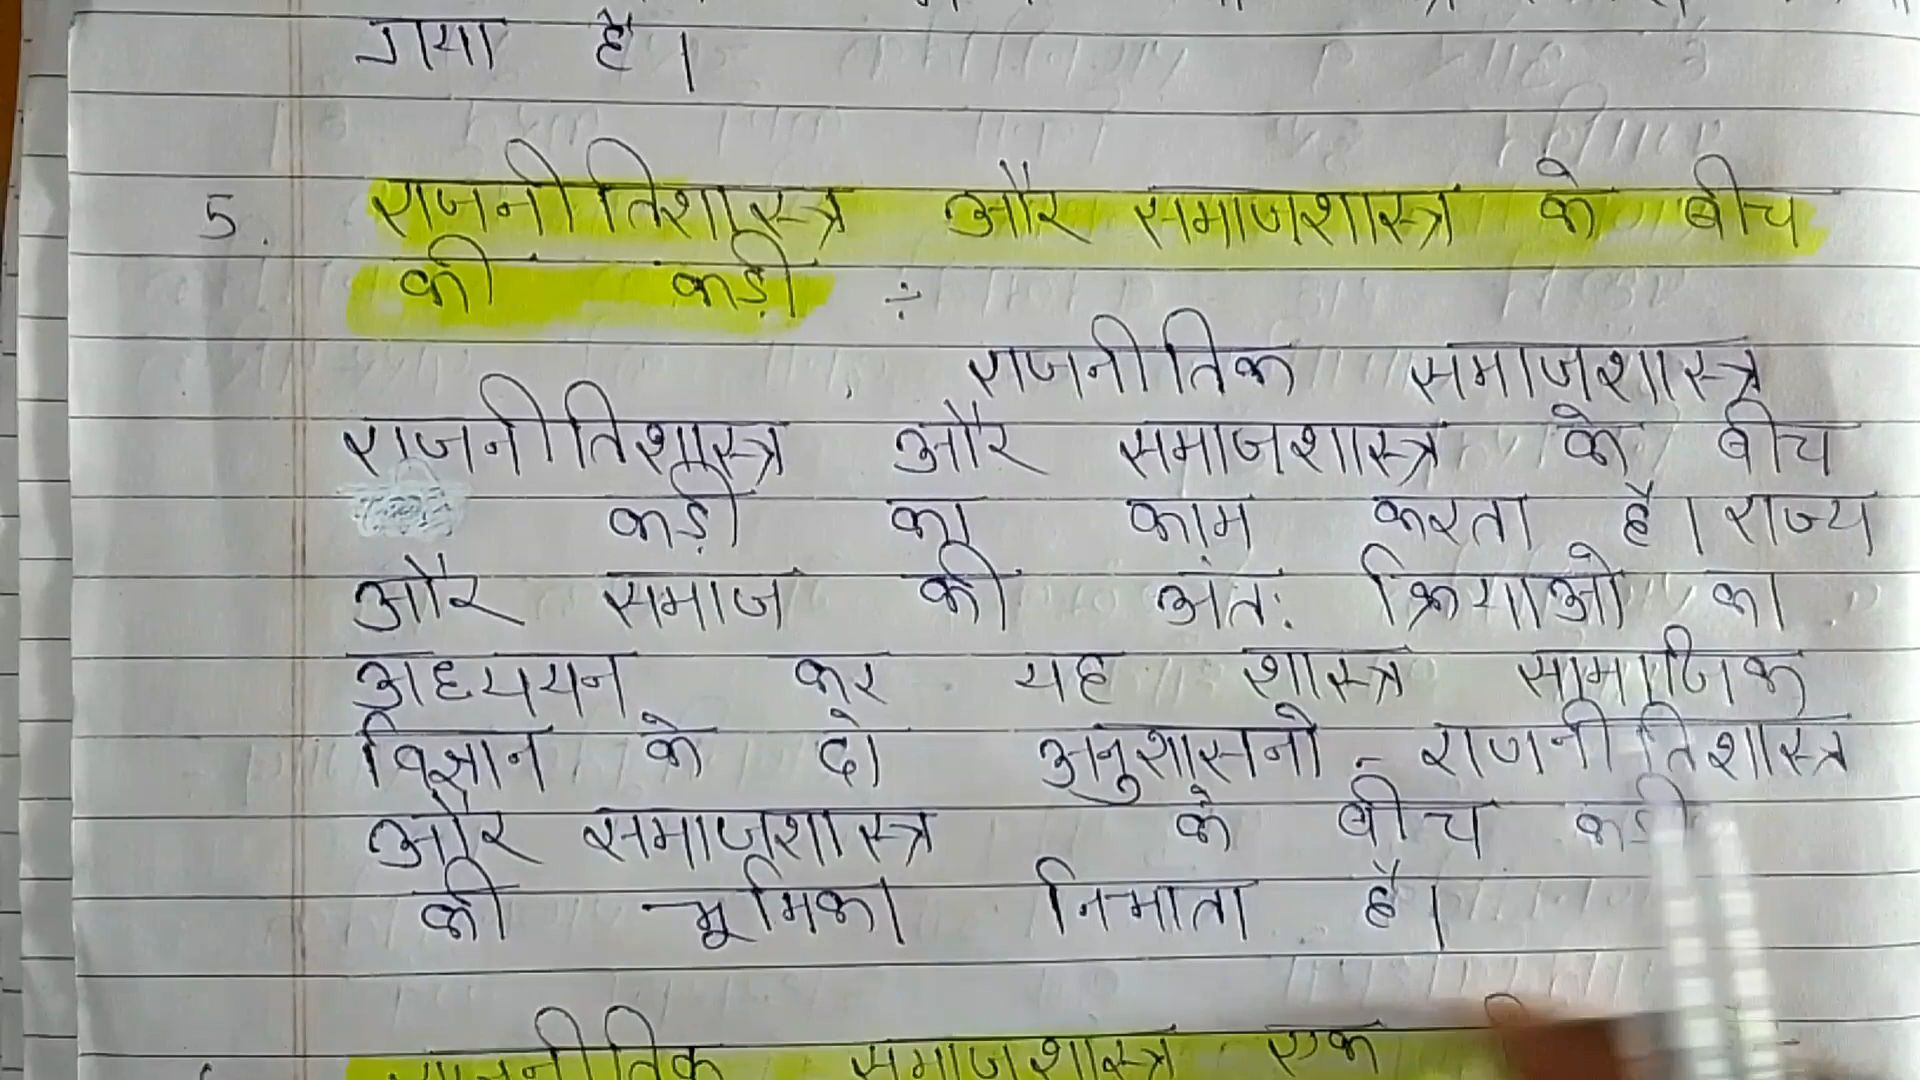 गया है।
5. राजनीतिशास्त्र और समाजशास्त्र के बीच
की कड़ी ÷
राजनीतिक समाजशास्त्र
राजनीतिशास्त्र और समाजशास्त्र के बीच
कड़ी का काम करता है। राज्य
और समाज की अंत: क्रियाओ का
अध्ययन कर यह शास्त्र सामाजिक
विज्ञान के दो अनुशासनो - राजनीतिशास्त्र
और समाजशास्त्र के बीच कड़ी
की भूमिका निभाता है।
राजनीतिक समाजशास्त्र एक